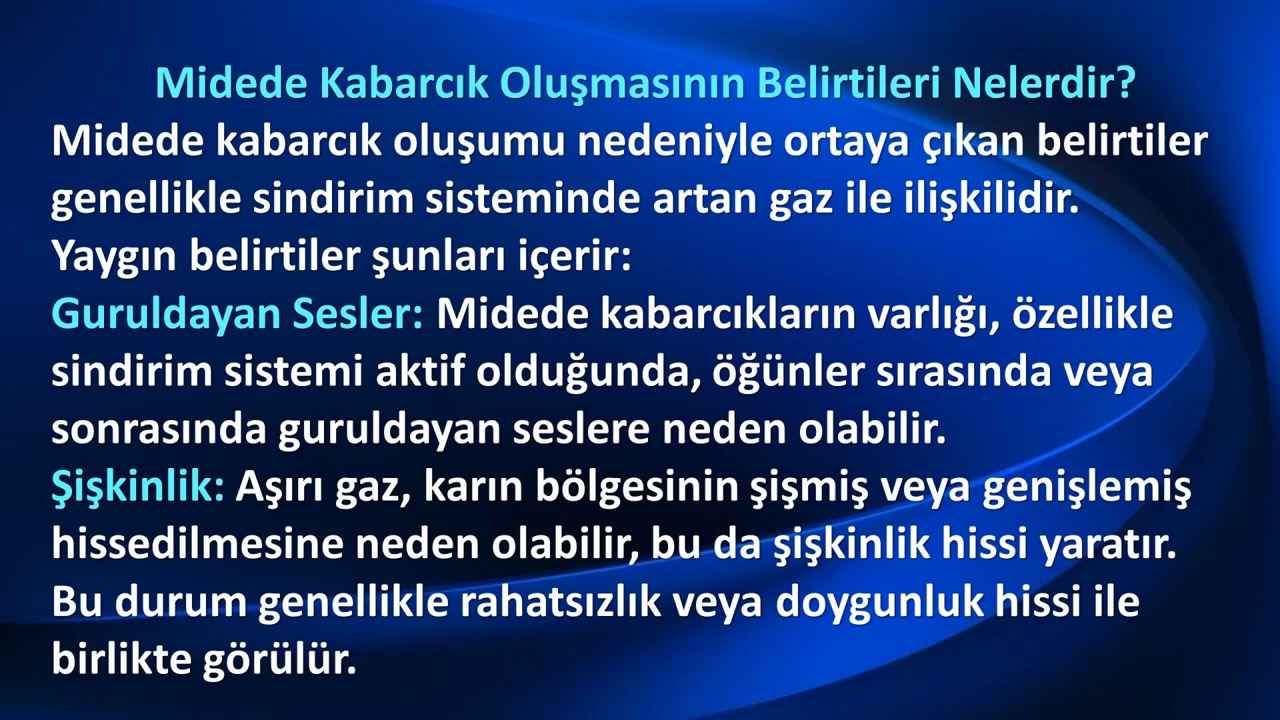 Midede Kabarcık Oluşmasının Belirtileri Nelerdir?
Midede kabarcık oluşumu nedeniyle ortaya çıkan belirtiler
genellikle sindirim sisteminde artan gaz ile ilişkilidir.
Yaygın belirtiler şunları içerir:
Guruldayan Sesler: Midede kabarcıkların varlığı, özellikle
sindirim sistemi aktif olduğunda, öğünler sırasında veya
sonrasında guruldayan seslere neden olabilir.
Şişkinlik: Aşırı gaz, karın bölgesinin şişmiş veya genişlemiş
hissedilmesine neden olabilir, bu da şişkinlik hissi yaratır.
Bu durum genellikle rahatsızlık veya doygunluk hissi ile
birlikte görülür.